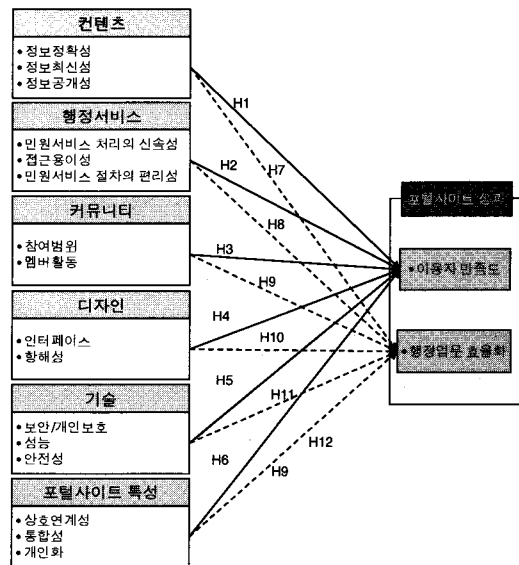 컨텐츠
• 정보정확성
• 정보최신성
• 정보공개성
행정서비스
• 민원서비스 처리의 신속성
• 접근용이성
• 민원서비스 절차의 편리성
커뮤니티
• 참여범위
• 멤버활동
디자인
• 인터페이스
• 항해성
기술
• 보안/개인보호
• 성능
• 안전성
포털사이트 특성
• 상호연계성
• 통합성
• 개인화
H1
H2
H7
H8
H3
H9
H4
H10
H5
H11
H6
H12
H9
포털사이트 성과
• 이용자 만족도
• 행정업무 효율화